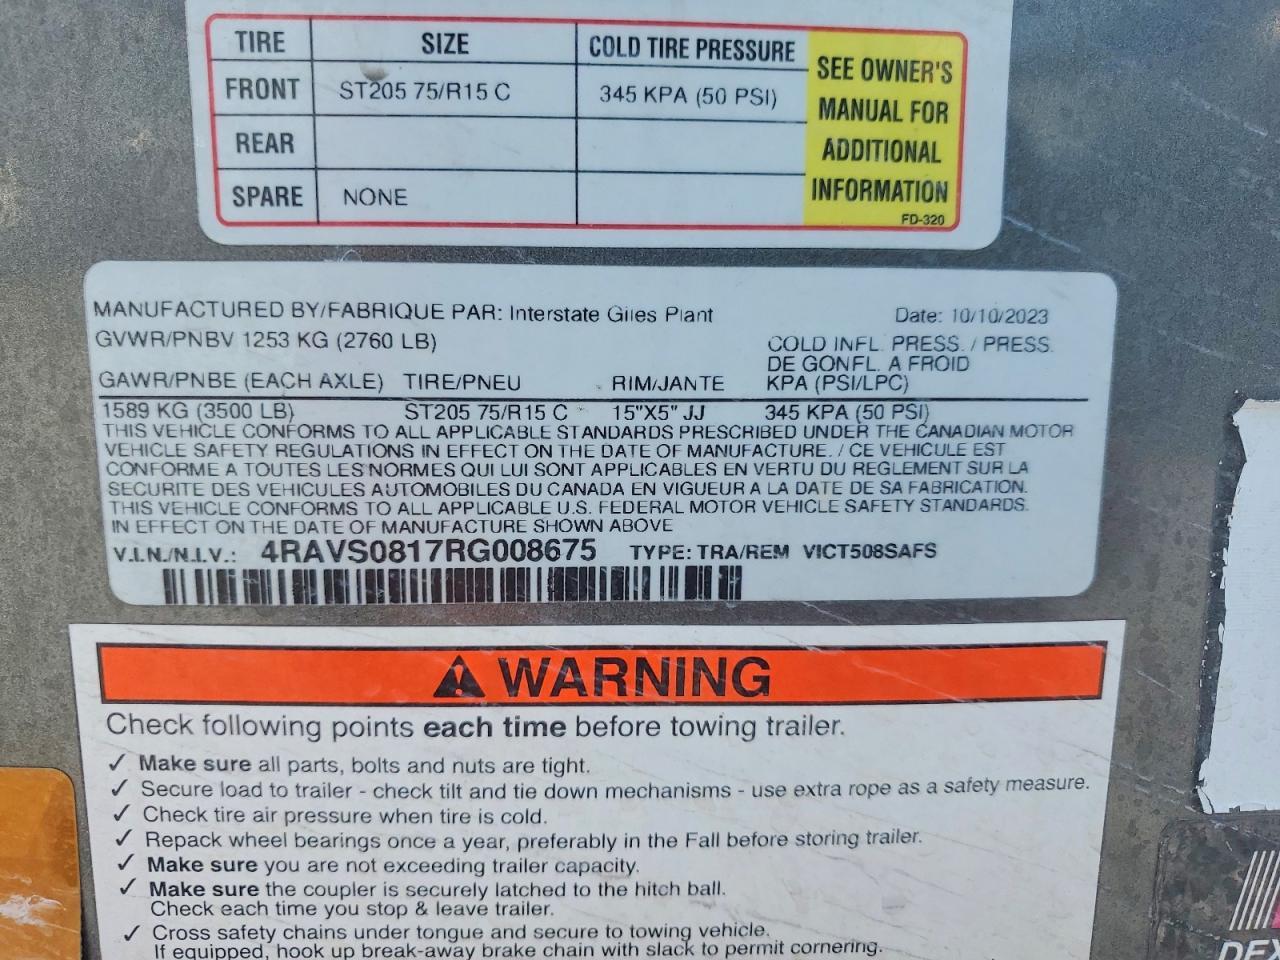 TIRE SIZE COLD TIRE PRESSURE
FRONT ST205 75/R15 C 345 KPA (50 PSI)
REAR
SPARE NONE
SEE OWNER'S
MANUAL FOR
ADDITIONAL
INFORMATION
FD-320
MANUFACTURED BY/FABRIQUE PAR: Interstate Giles Plant Date: 10/10/2023
GVWR/PNBV 1253 KG (2760 LB)
COLD INFL. PRESS. / PRESS.
DE GONFL. A FROID
GAWR/PNBE (EACH AXLE) TIRE/PNEU RIM/JANTE KPA (PSI/LPC)
1589 KG (3500 LB) ST205 75/R15 C 15"X5" JJ 345 KPA (50 PSI)
THIS VEHICLE CONFORMS TO ALL APPLICABLE STANDARDS PRESCRIBED UNDER THE CANADIAN MOTOR
VEHICLE SAFETY REGULATIONS IN EFFECT ON THE DATE OF MANUFACTURE. / CE VEHICULE EST
CONFORME A TOUTES LES NORMES QUI LUI SONT APPLICABLES EN VERTU DU REGLEMENT SUR LA
SECURITE DES VEHICULES AUTOMOBILES DU CANADA EN VIGUEUR A LA DATE DE SA FABRICATION.
THIS VEHICLE CONFORMS TO ALL APPLICABLE U.S. FEDERAL MOTOR VEHICLE SAFETY STANDARDS.
IN EFFECT ON THE DATE OF MANUFACTURE SHOWN ABOVE
V.I.N./N.I.V.: 4RAVS0817RG008675 TYPE: TRA/REM VICT508SAFS
WARNING
Check following points each time before towing trailer.
✓ Make sure all parts, bolts and nuts are tight.
✓ Secure load to trailer - check tilt and tie down mechanisms - use extra rope as a safety measure.
✓ Check tire air pressure when tire is cold.
✓ Repack wheel bearings once a year, preferably in the Fall before storing trailer.
✓ Make sure you are not exceeding trailer capacity.
✓ Make sure the coupler is securely latched to the hitch ball.
Check each time you stop & leave trailer.
✓ Cross safety chains under tongue and secure to towing vehicle.
If equipped, hook up break-away brake chain with slack to permit cornering.